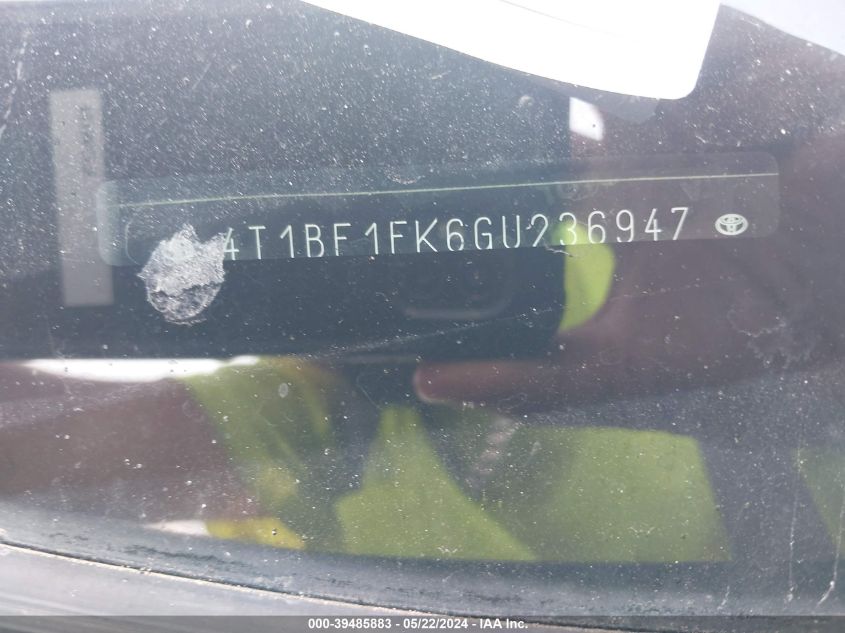 4T1BF1FK6GU236947
000-39485883 / 05/22/2024 - IAA Inc.